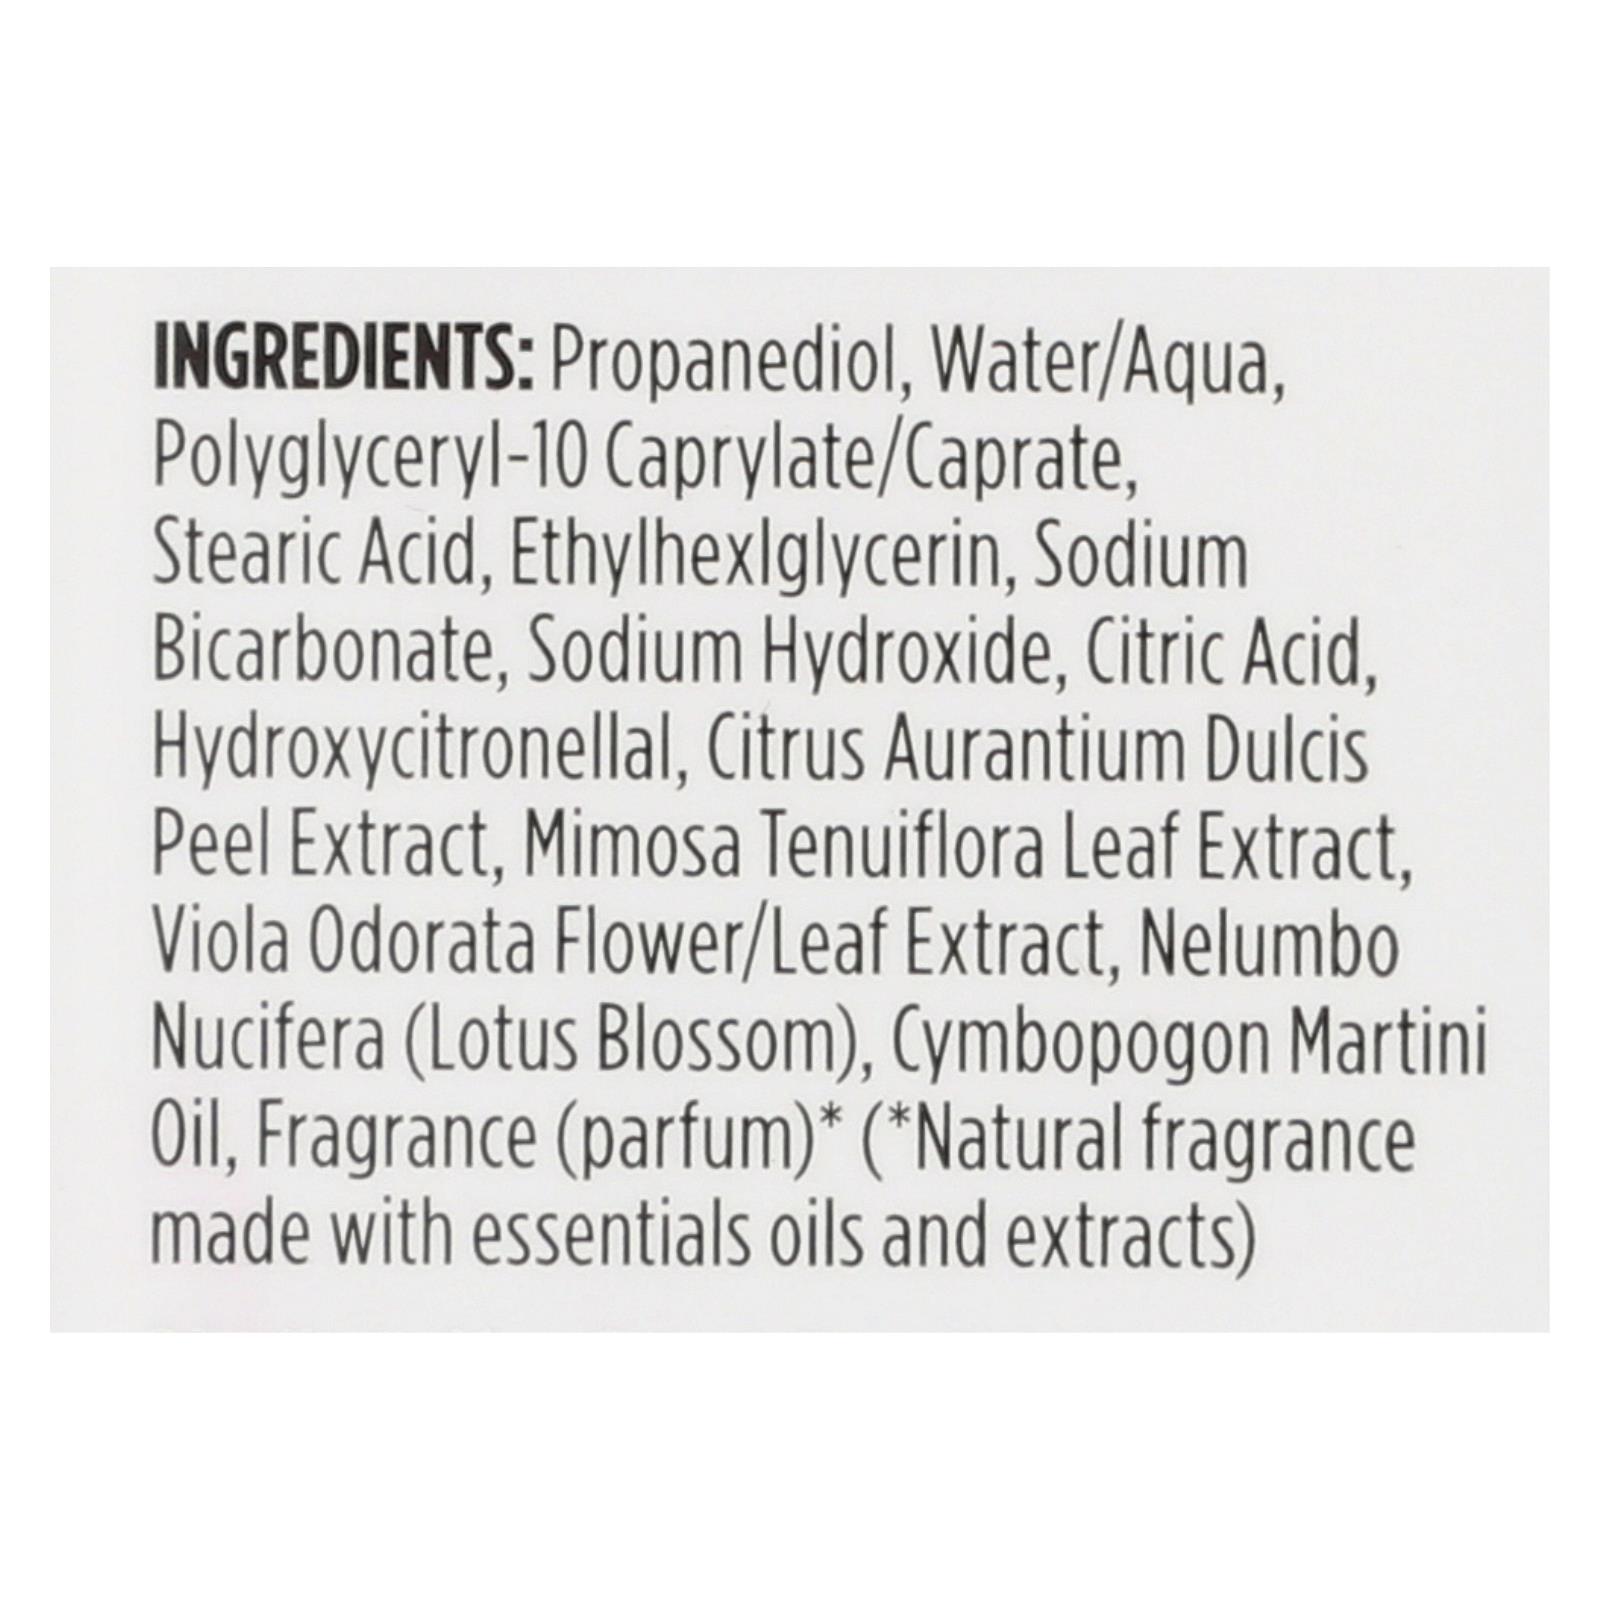 INGREDIENTS: Propanediol, Water/Aqua,
Polyglyceryl-10 Caprylate/Caprate,
Stearic Acid, Ethylhexlglycerin, Sodium
Bicarbonate, Sodium Hydroxide, Citric Acid,
Hydroxycitronellal, Citrus Aurantium Dulcis
Peel Extract, Mimosa Tenuiflora Leaf Extract,
Viola Odorata Flower/Leaf Extract, Nelumbo
Nucifera (Lotus Blossom), Cymbopogon Martini
Oil, Fragrance (parfum)* (*Natural fragrance
made with essentials oils and extracts)